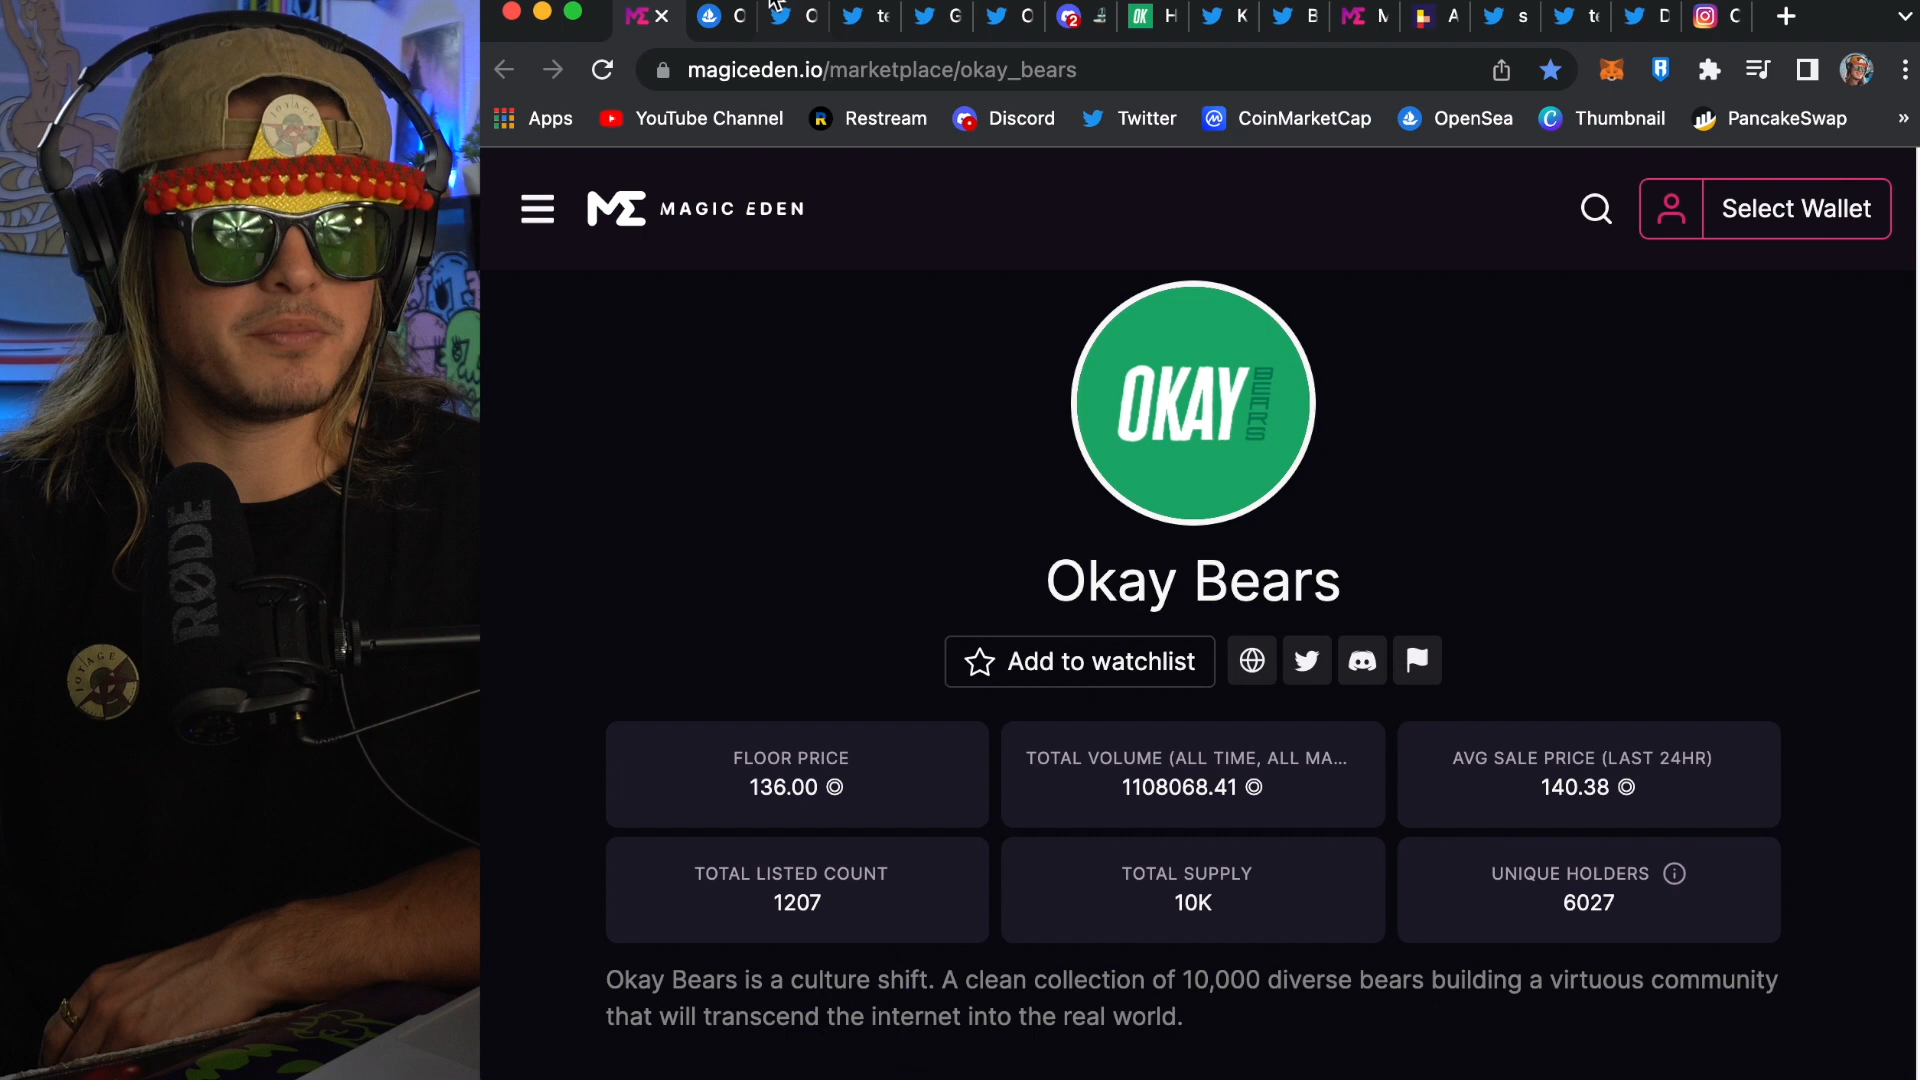 magiceden.io/marketplace/okay_bears
Apps YouTube Channel Restream Discord Twitter CoinMarketCap OpenSea Thumbnail PancakeSwap »
MAGIC EDEN
Select Wallet
OKAY BEARS
Okay Bears
Add to watchlist
FLOOR PRICE
136.00
TOTAL VOLUME (ALL TIME, ALL MA...
1108068.41
AVG SALE PRICE (LAST 24HR)
140.38
TOTAL LISTED COUNT
1207
TOTAL SUPPLY
10K
UNIQUE HOLDERS
6027
Okay Bears is a culture shift. A clean collection of 10,000 diverse bears building a virtuous community
that will transcend the internet into the real world.
RØDE